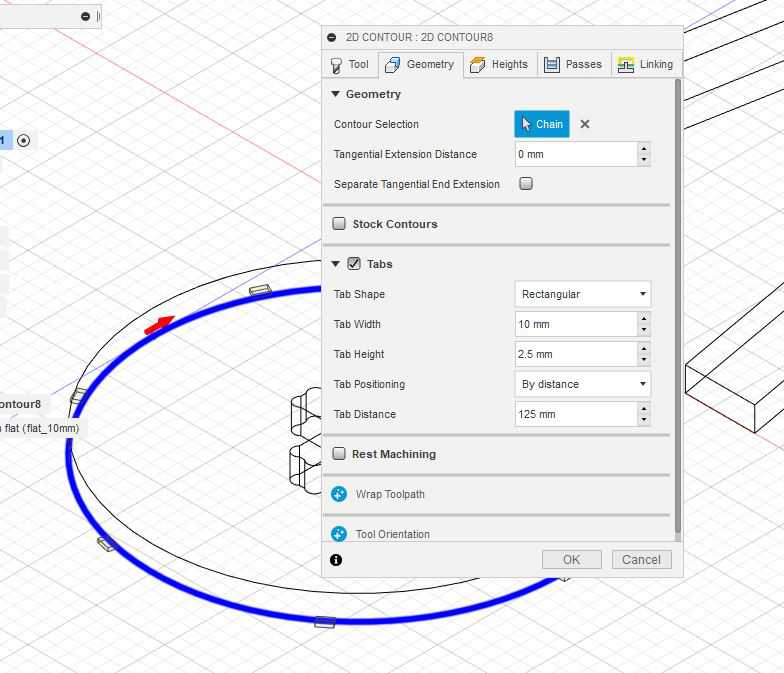 2D CONTOUR : 2D CONTOUR8
Tool Geometry Heights Passes Linking
Geometry
Contour Selection Chain
Tangential Extension Distance 0 mm
Separate Tangential End Extension
Stock Contours
Tabs
Tab Shape Rectangular
Tab Width 10 mm
Tab Height 2.5 mm
Tab Positioning By distance
ontour8
Tab Distance 125 mm
flat (flat_10mm)
Rest Machining
Wrap Toolpath
Tool Orientation
OK Cancel